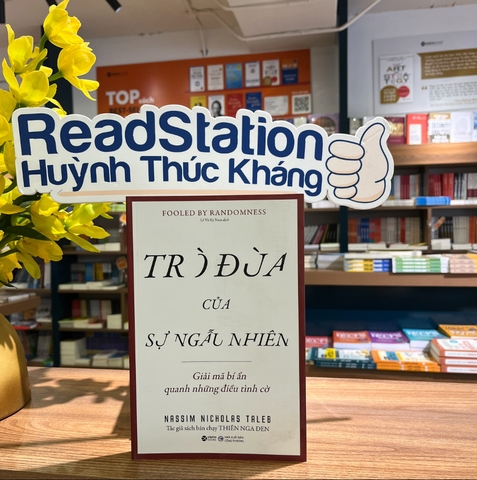 TOP
ReadStation
Huỳnh Thúc Kháng
FOOLED BY RANDOMNESS
TRÒ ĐÙA
CỦA
SỰ NGẪU NHIÊN
Giải mã bí ẩn
quanh những điều tình cờ
NASSIM NICHOLAS TALEB
Tác giả sách bán chạy THIÊN NGA ĐEN